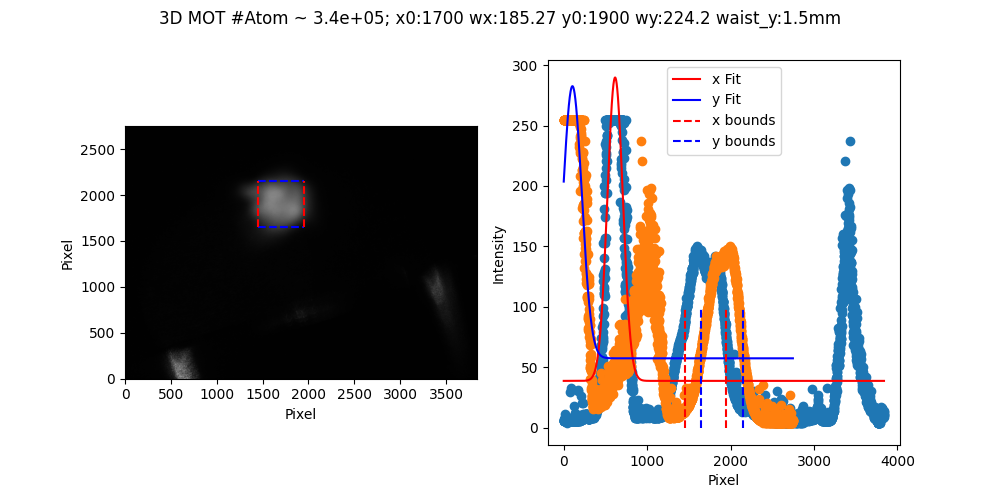 3D MOT #Atom ~ 3.4e+05; x0:1700 wx:185.27 y0:1900 wy:224.2 waist_y:1.5mm
2500
2000
1500
1000
500
0
Pixel
0 500 1000 1500 2000 2500 3000 3500
Pixel
300
250
200
150
100
50
0
Intensity
x Fit
y Fit
x bounds
y bounds
0 1000 2000 3000 4000
Pixel